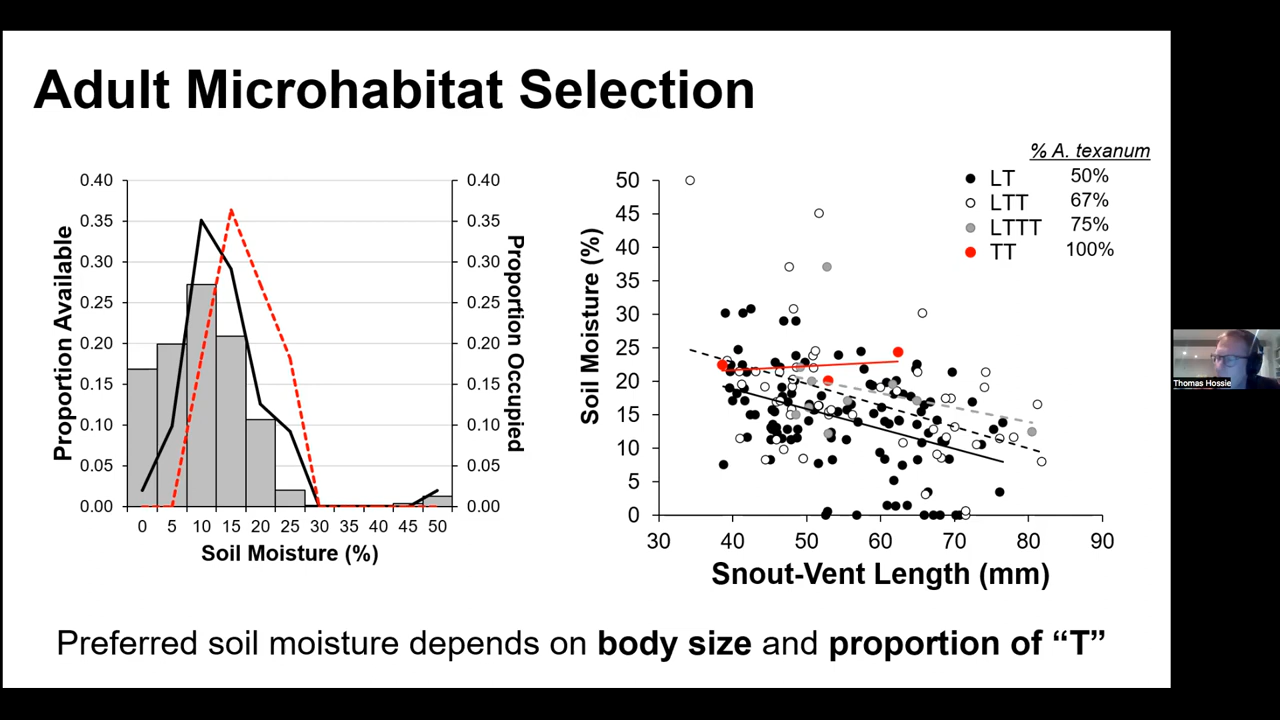 Adult Microhabitat Selection
0.40
0.35
0.30
0.25
0.20
0.15
0.10
0.05
0.00
Proportion Available
0.40
0.35
0.30
0.25
0.20
0.15
0.10
0.05
0.00
Proportion Occupied
0 5 10 15 20 25 30 35 40 45 50
Soil Moisture (%)
% A. texanum
LT 50%
LTT 67%
LTTT 75%
TT 100%
50
45
40
35
30
25
20
15
10
5
0
Soil Moisture (%)
30 40 50 60 70 80 90
Snout-Vent Length (mm)
Preferred soil moisture depends on body size and proportion of “T”
Thomas Hossie